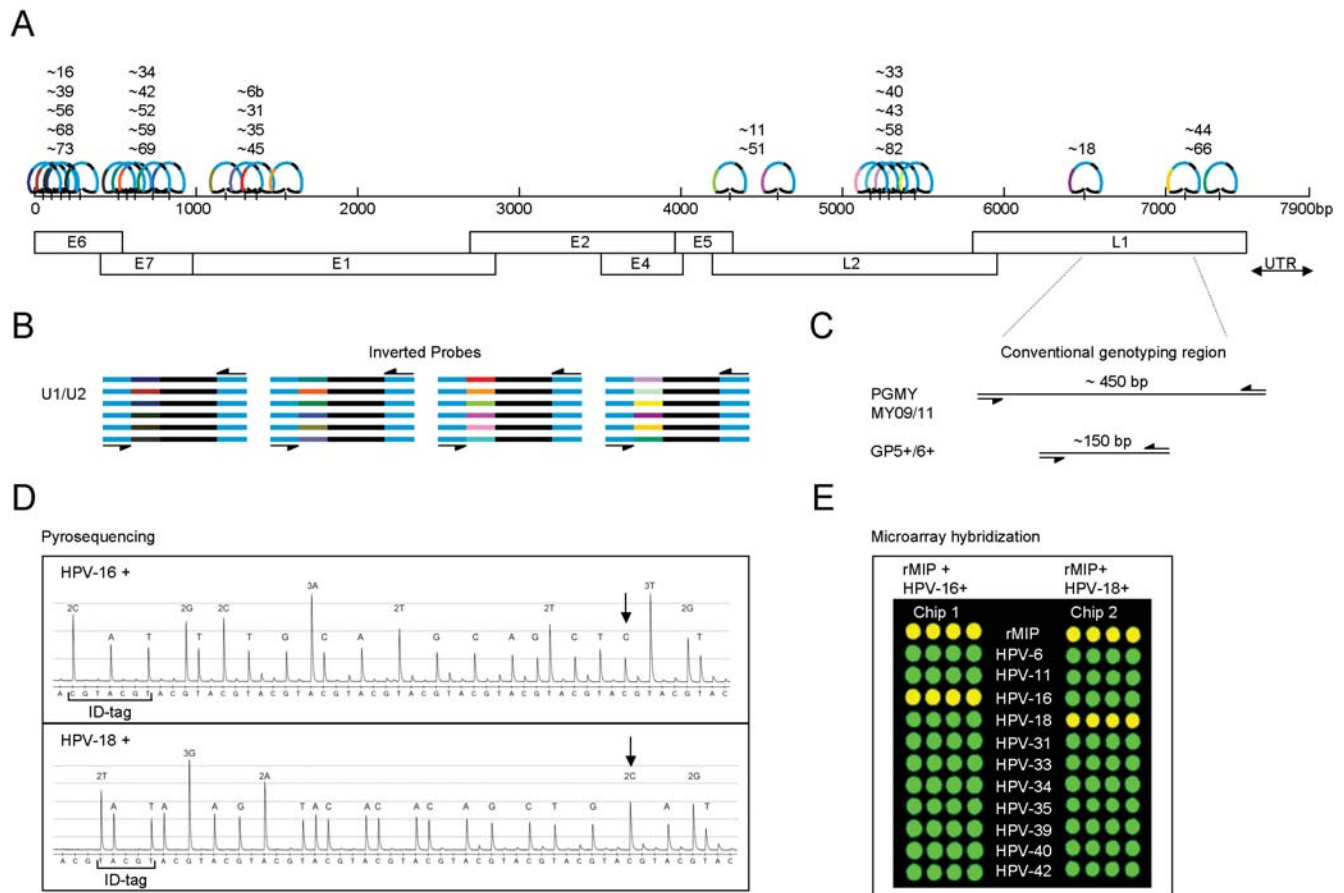 A
~16 ~34 ~33
~39 ~42 ~6b ~40
~56 ~52 ~31 ~43
~68 ~59 ~35 ~11 ~58 ~44
~73 ~69 ~45 ~51 ~82 ~18 ~66
0 1000 2000 3000 4000 5000 6000 7000 7900bp
E6 E2 E5 L1
E7 E1 E4 L2 UTR
B
Inverted Probes
U1/U2
C
Conventional genotyping region
~ 450 bp
PGMY
MY09/11
~150 bp
GP5+/6+
D
Pyrosequencing
HPV-16 +
3A 3T
2C 2G 2C 2T 2T 2G
A T T T G C A G C A G C T C T
A C G T A C G T A C G T A C G T A C G T A C G T A C G T A C G T A C G T A C G T A C G T A C G T A C G T A C
ID-tag
HPV-18 +
3G
2T 2A 2C 2G
A T A A G T A C A C A C A G C T G A T
A C G T A C G T A C G T A C G T A C G T A C G T A C G T A C G T A C G T A C G T A C G T A C G T A C G T A C
ID-tag
E
Microarray hybridization
rMIP + rMIP+
HPV-16+ HPV-18+
Chip 1 Chip 2
rMIP
HPV-6
HPV-11
HPV-16
HPV-18
HPV-31
HPV-33
HPV-34
HPV-35
HPV-39
HPV-40
HPV-42